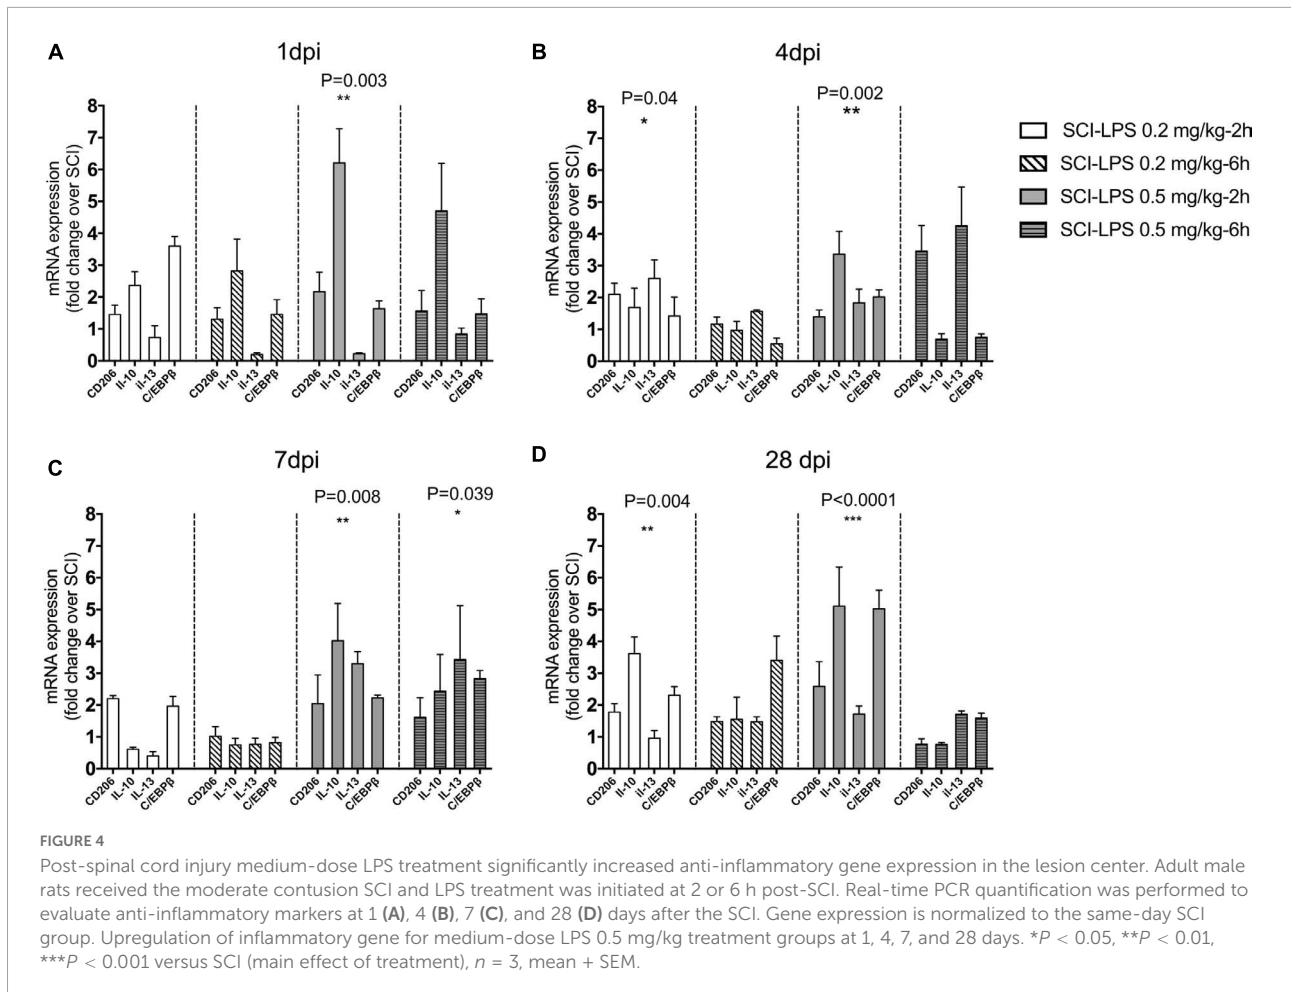 A
1dpi
P=0.003
**
mRNA expression
(fold change over SCI)
8
7
6
5
4
3
2
1
0
CD206
Il-10
il-13
C/EBPβ
CD206
Il-10
il-13
C/EBPβ
CD206
Il-10
il-13
C/EBPβ
CD206
Il-10
il-13
C/EBPβ
B
4dpi
P=0.04
*
P=0.002
**
mRNA expression
(fold change over SCI)
8
7
6
5
4
3
2
1
0
CD206
IL-10
il-13
C/EBPβ
CD206
IL-10
il-13
C/EBPβ
CD206
IL-10
il-13
C/EBPβ
CD206
IL-10
il-13
C/EBPβ
SCI-LPS 0.2 mg/kg-2h
SCI-LPS 0.2 mg/kg-6h
SCI-LPS 0.5 mg/kg-2h
SCI-LPS 0.5 mg/kg-6h
C
7dpi
P=0.008
**
P=0.039
*
mRNA expression
(fold change over SCI)
8
7
6
5
4
3
2
1
0
CD206
IL-10
IL-13
C/EBPβ
CD206
IL-10
IL-13
C/EBPβ
CD206
IL-10
IL-13
C/EBPβ
CD206
IL-10
IL-13
C/EBPβ
D
28 dpi
P=0.004
**
P<0.0001
***
mRNA expression
(fold change over SCI)
8
7
6
5
4
3
2
1
0
CD206
Il-10
il-13
C/EBPβ
CD206
Il-10
il-13
C/EBPβ
CD206
Il-10
il-13
C/EBPβ
CD206
Il-10
il-13
C/EBPβ
FIGURE 4
Post-spinal cord injury medium-dose LPS treatment significantly increased anti-inflammatory gene expression in the lesion center. Adult male
rats received the moderate contusion SCI and LPS treatment was initiated at 2 or 6 h post-SCI. Real-time PCR quantification was performed to
evaluate anti-inflammatory markers at 1 (A), 4 (B), 7 (C), and 28 (D) days after the SCI. Gene expression is normalized to the same-day SCI
group. Upregulation of inflammatory gene for medium-dose LPS 0.5 mg/kg treatment groups at 1, 4, 7, and 28 days. *P < 0.05, **P < 0.01,
***P < 0.001 versus SCI (main effect of treatment), n = 3, mean + SEM.